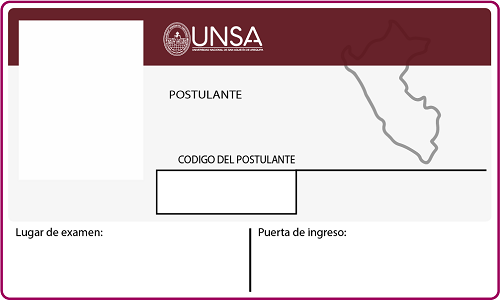 UNSA
UNIVERSIDAD NACIONAL DE SAN AGUSTÍN DE AREQUIPA
POSTULANTE
CODIGO DEL POSTULANTE
Lugar de examen:
Puerta de ingreso: